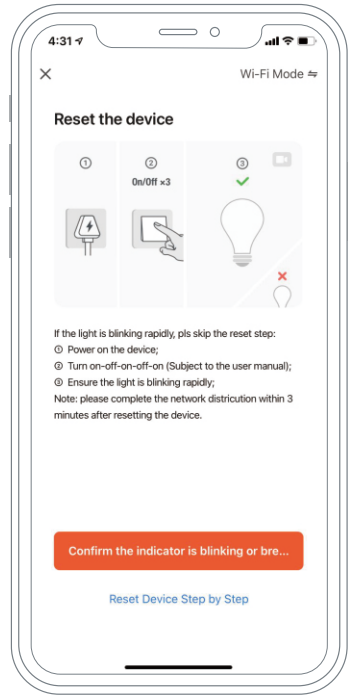 4:31
Wi-Fi Mode
Reset the device
①
②
③
On/Off ×3
If the light is blinking rapidly, pls skip the reset step:
① Power on the device;
② Turn on-off-on-off-on (Subject to the user manual);
③ Ensure the light is blinking rapidly;
Note: please complete the network districution within 3
minutes after resetting the device.
Confirm the indicator is blinking or bre...
Reset Device Step by Step